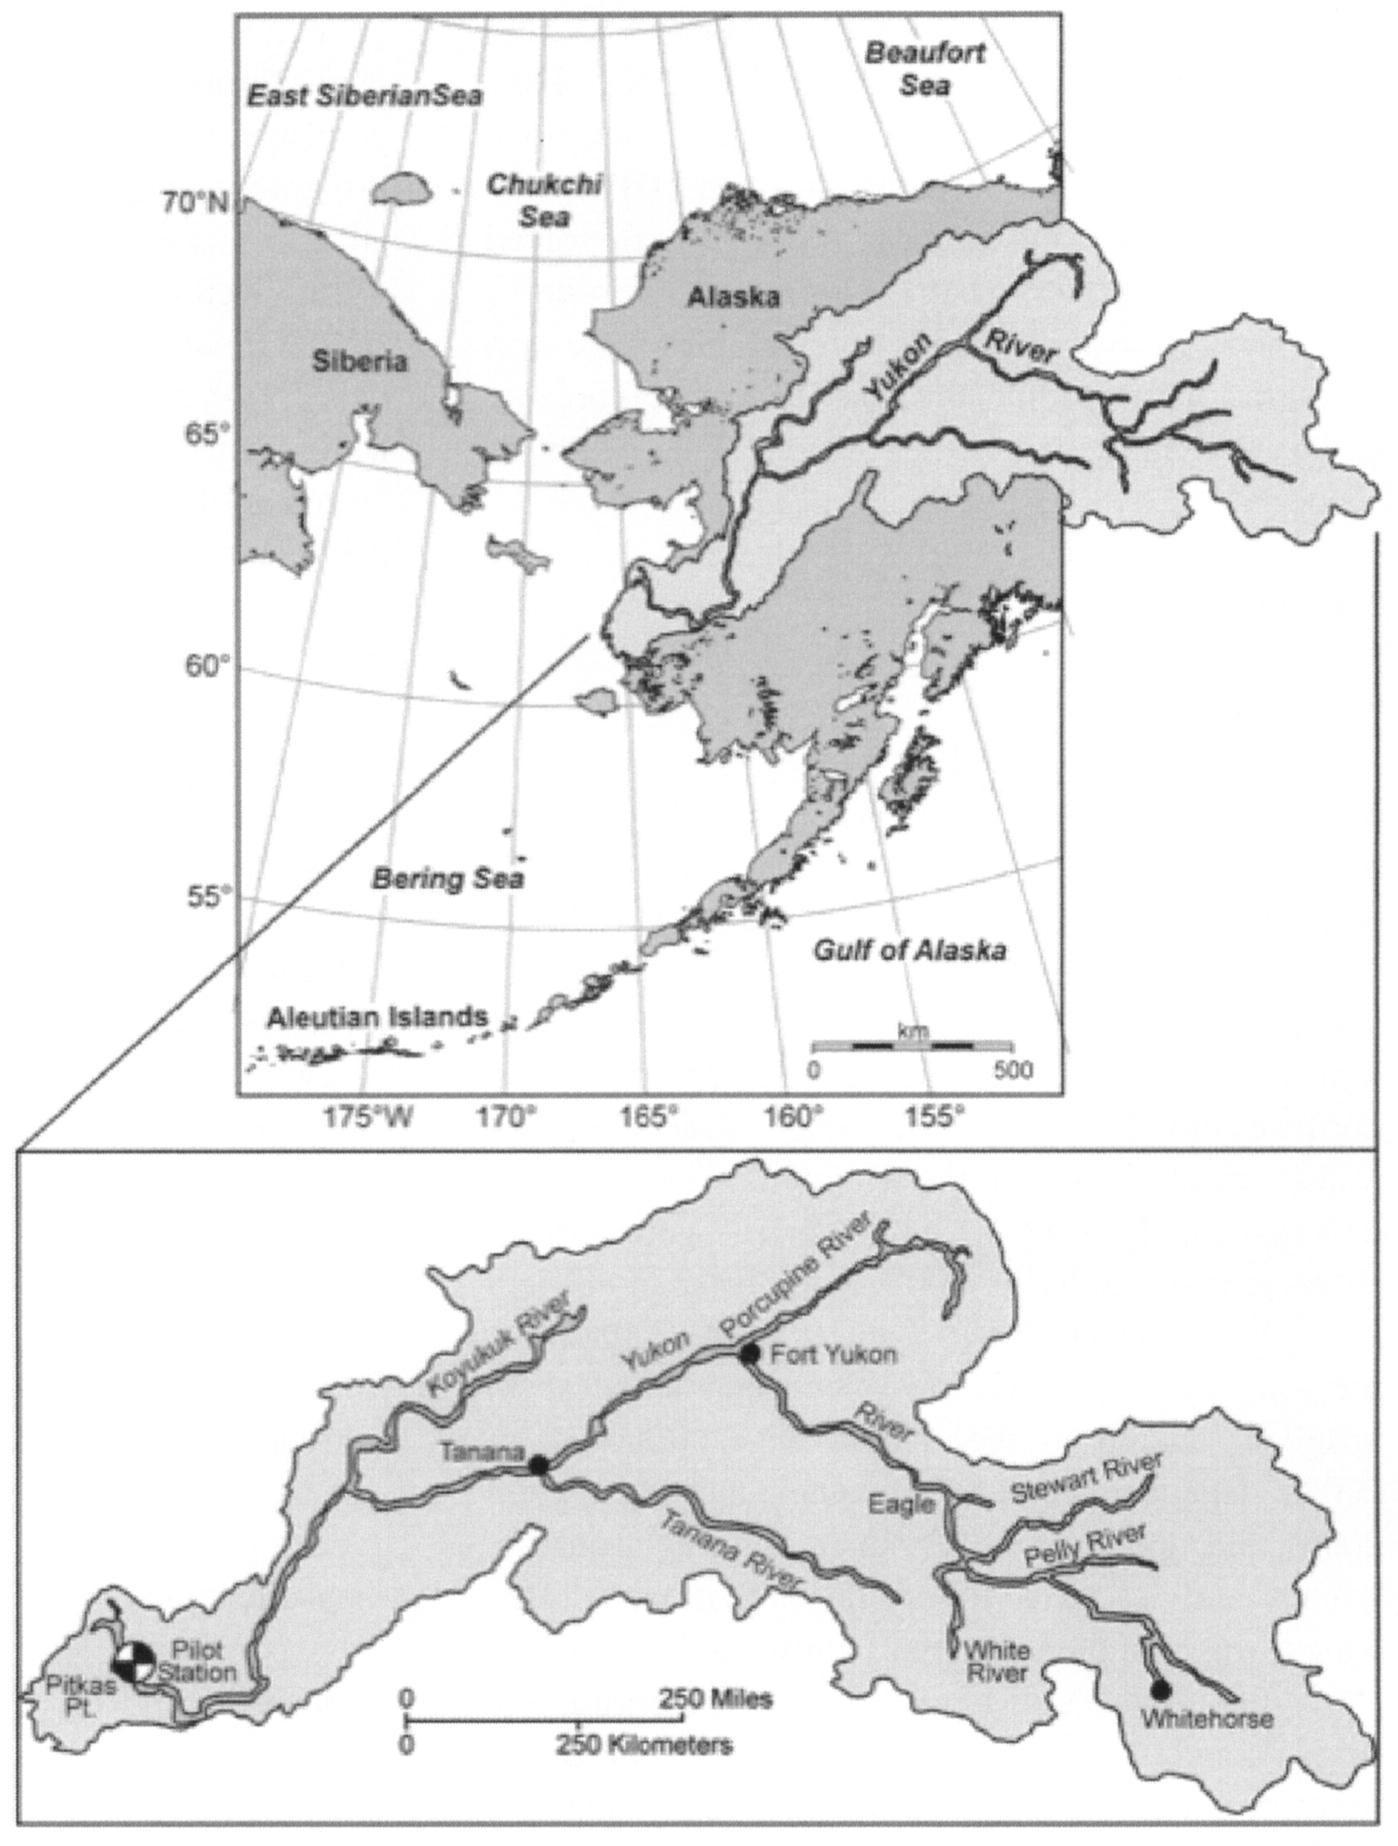 Beaufort
Sea
East SiberianSea
Chukchi
Sea
70°N
Alaska
Siberia
Yukon
River
65°
60°
Bering Sea
55°
Gulf of Alaska
Aleutian Islands
km
0
500
175°W
170°
165°
160°
155°
Porcupine River
Koyukuk River
Yukon
Fort Yukon
River
Tanana
Stewart River
Eagle
Pelly River
Tanana River
Pilot
Station
White
River
Pitkas
Pt.
0
250 Miles
Whitehorse
0
250 Kilometers